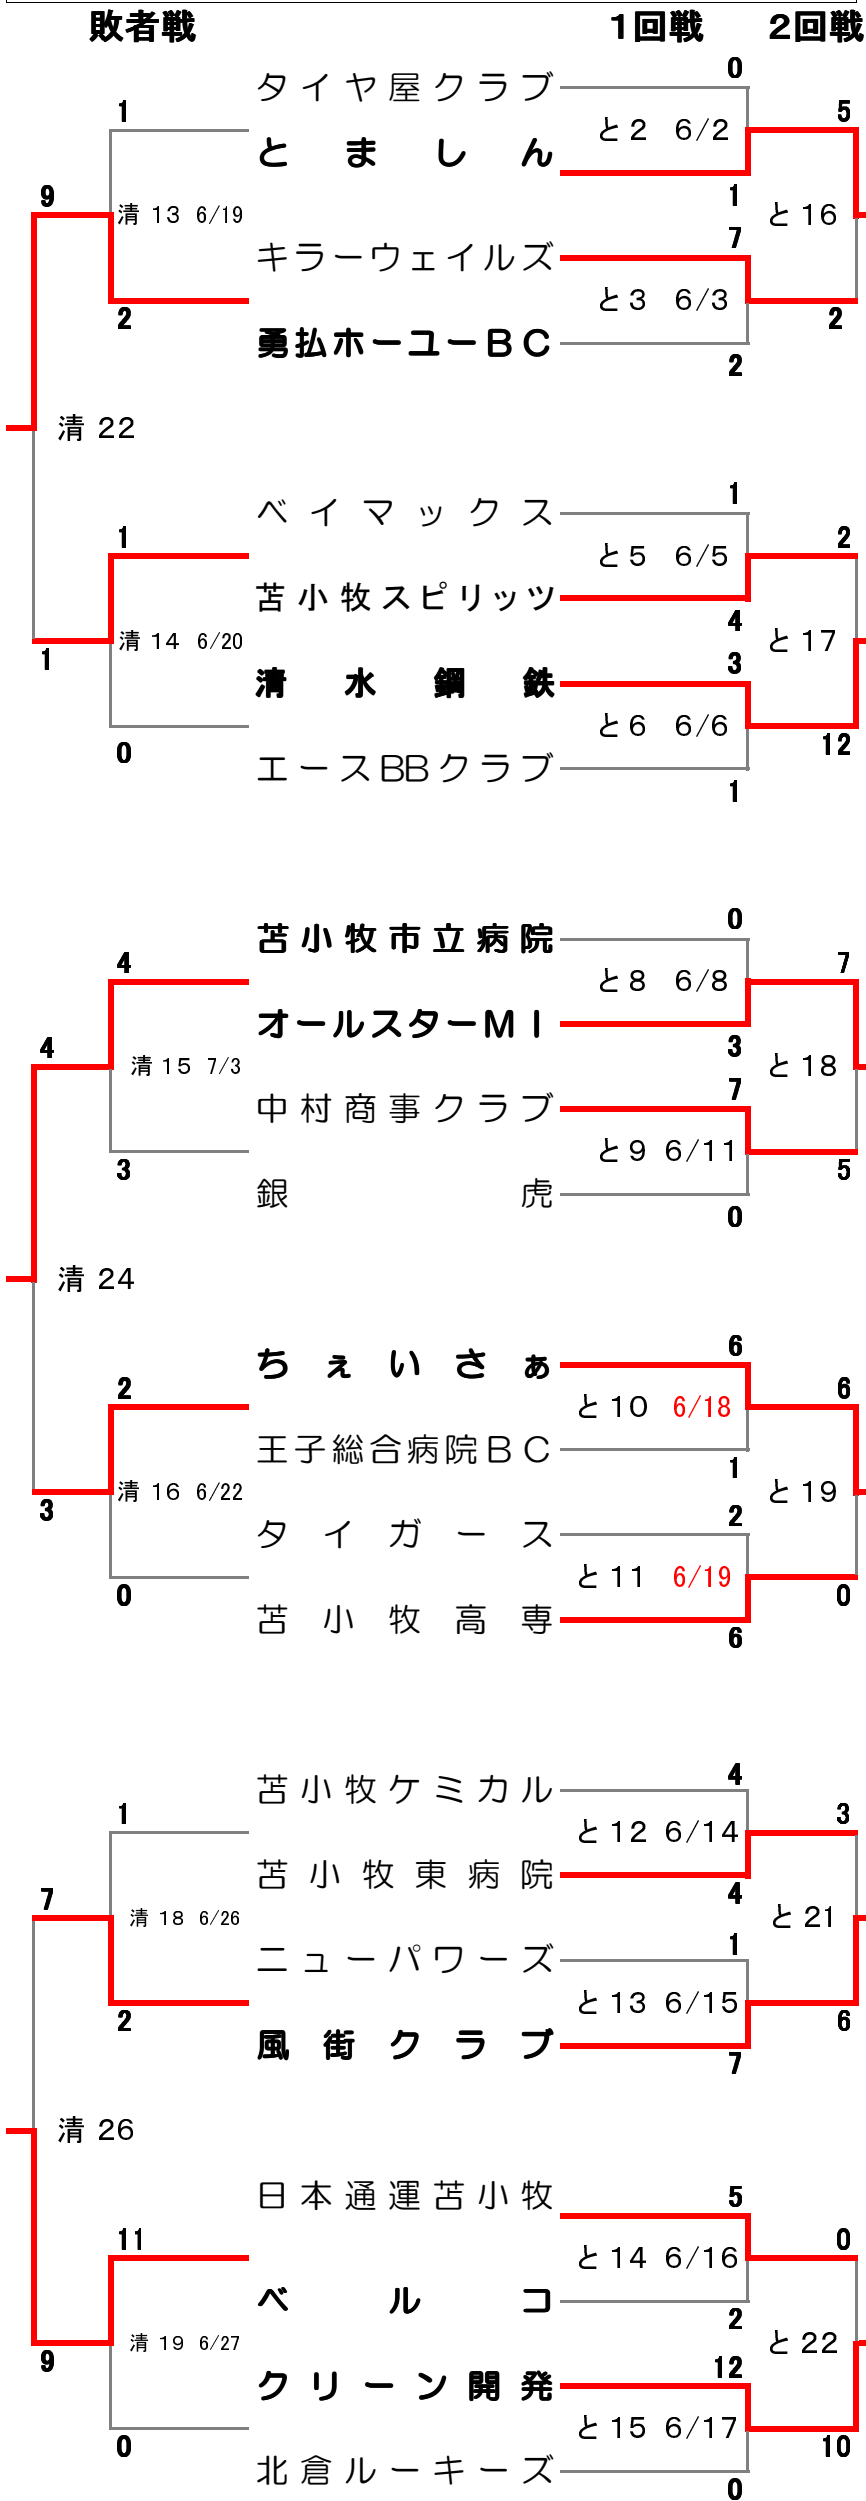 敗者戦 1回戦 2回戦
0
タイヤ屋クラブ
1 5
と2 6/2
とましん
9 1
清 13 6/19 と16
7
キラーウェイルズ
と3 6/3
2 2
勇払ホーユーBC
2
清 22
1
ベイマックス
1 2
と5 6/5
苫小牧スピリッツ
4
清 14 6/20 と17
1 3
清水鋼鉄
と6 6/6
0 12
エースBBクラブ
1
0
苫小牧市立病院
4 7
と8 6/8
オールスターMI
4 3
清 15 7/3 と18
7
中村商事クラブ
と9 6/11
3 5
銀虎
0
清 24
6
ちぇいさぁ
2 6
と10 6/18
王子総合病院BC
1
清 16 6/22 と19
3 2
タイガース
と11 6/19
0 0
苫小牧高専
6
4
苫小牧ケミカル
1 3
と12 6/14
苫小牧東病院
7 4
清 18 6/26 と21
1
ニューパワーズ
と13 6/15
2 6
風街クラブ
7
清 26
5
日本通運苫小牧
11 0
と14 6/16
ベルコ
2
清 19 6/27 と22
9 12
クリーン開発
と15 6/17
0 10
北倉ルーキーズ
0